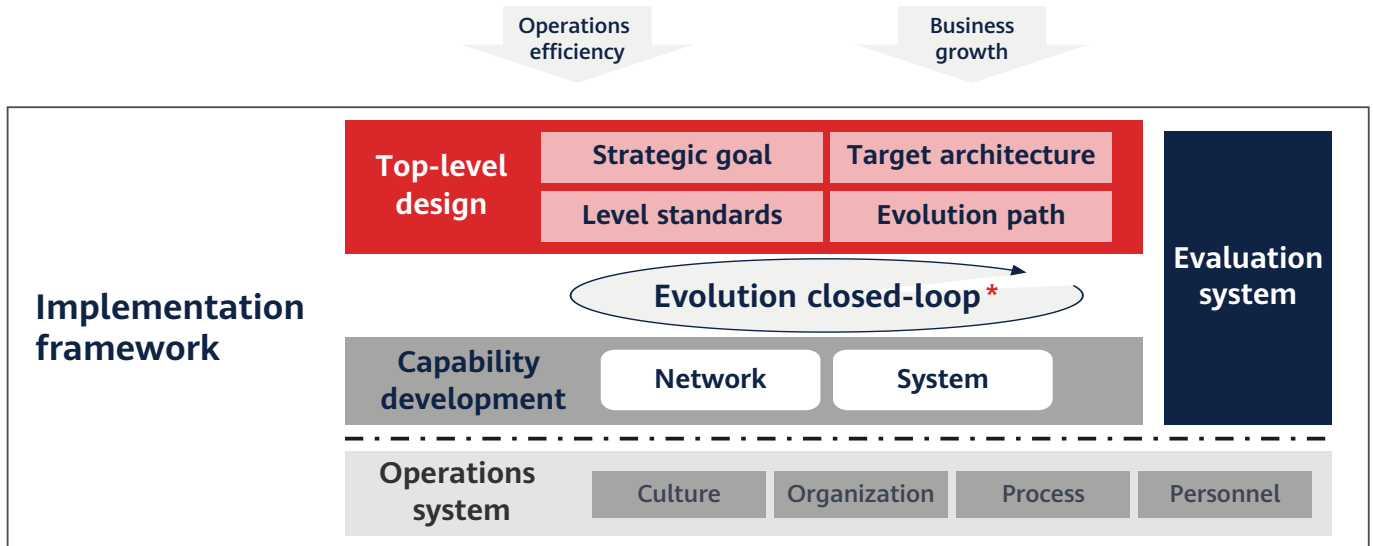 Operations
efficiency
Business
growth
Implementation
framework
Top-level
design
Strategic goal
Target architecture
Level standards
Evolution path
Evolution closed-loop *
Capability
development
Network
System
Evaluation
system
Operations
system
Culture
Organization
Process
Personnel